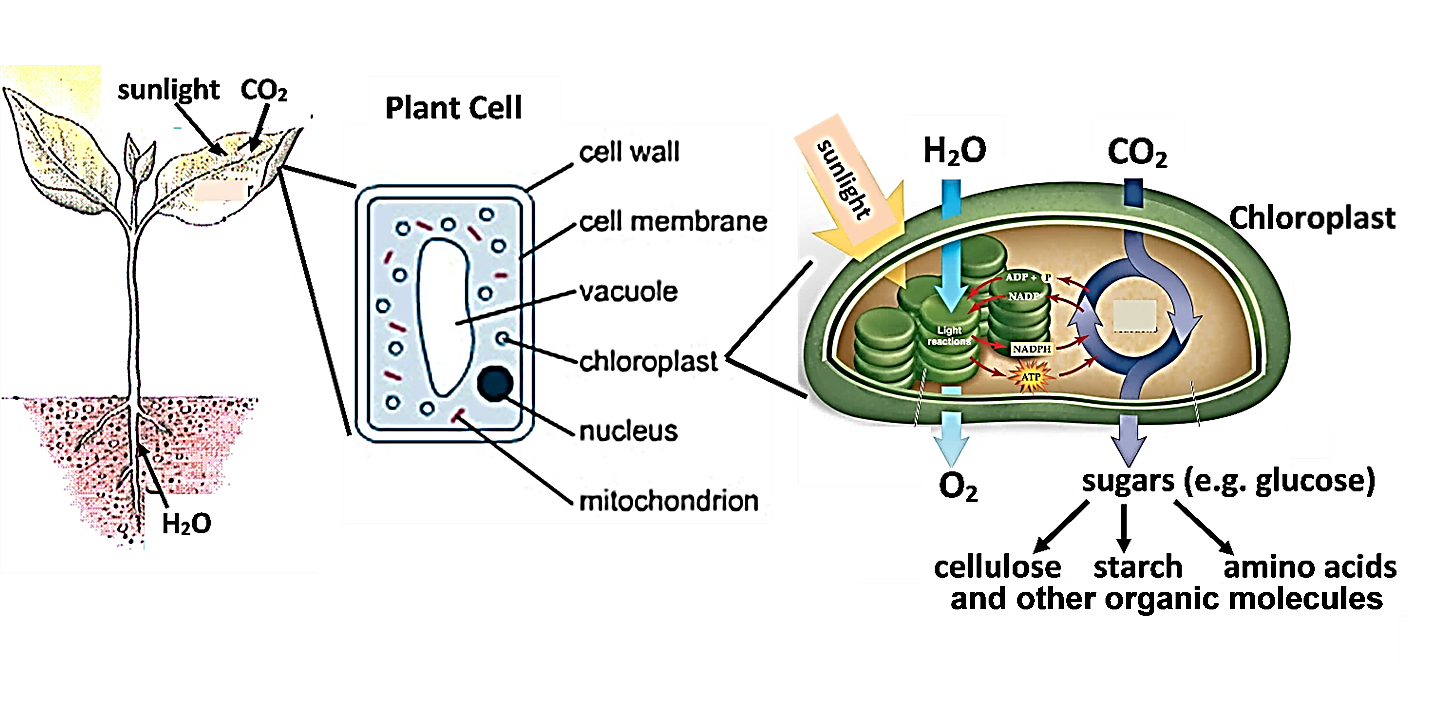 sunlight CO₂
H₂O
Plant Cell
cell wall
cell membrane
vacuole
chloroplast
nucleus
mitochondrion
sunlight
H₂O
CO₂
Chloroplast
ADP + P
NADP
Light
reactions
NADPH
ATP
O₂
sugars (e.g. glucose)
cellulose starch amino acids
and other organic molecules